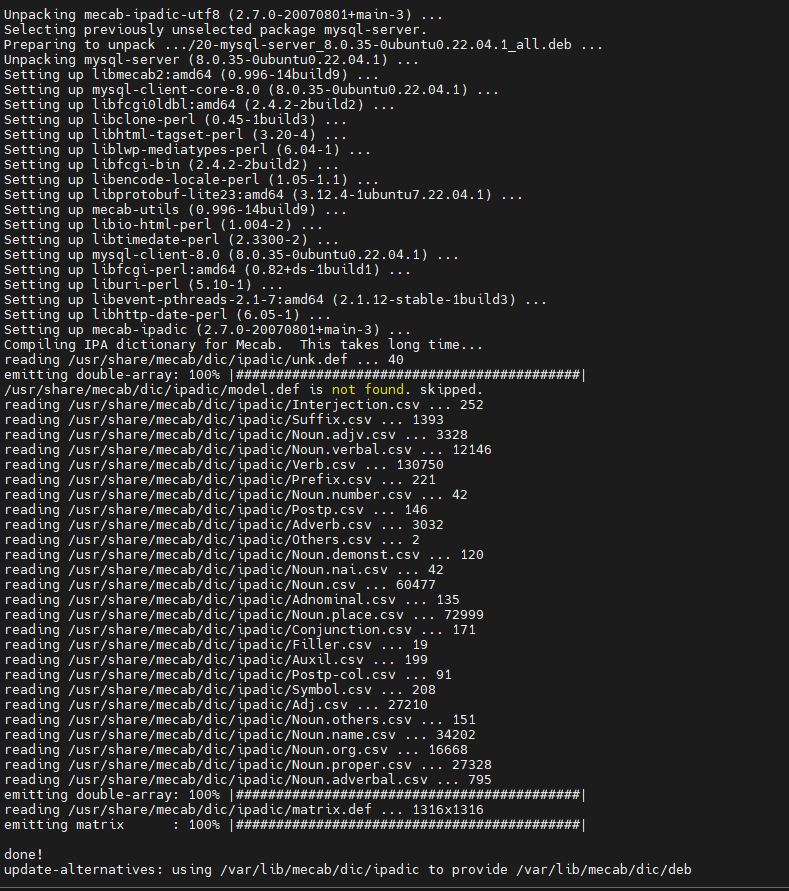 Unpacking mecab-ipadic-utf8 (2.7.0-20070801+main-3) ...
Selecting previously unselected package mysql-server.
Preparing to unpack .../20-mysql-server_8.0.35-0ubuntu0.22.04.1_all.deb ...
Unpacking mysql-server (8.0.35-0ubuntu0.22.04.1) ...
Setting up libmecab2:amd64 (0.996-14build9) ...
Setting up mysql-client-core-8.0 (8.0.35-0ubuntu0.22.04.1) ...
Setting up libfcgi0ldbl:amd64 (2.4.2-2build2) ...
Setting up libclone-perl (0.45-1build3) ...
Setting up libhtml-tagset-perl (3.20-4) ...
Setting up liblwp-mediatypes-perl (6.04-1) ...
Setting up libfcgi-bin (2.4.2-2build2) ...
Setting up libencode-locale-perl (1.05-1.1) ...
Setting up libprotobuf-lite23:amd64 (3.12.4-1ubuntu7.22.04.1) ...
Setting up mecab-utils (0.996-14build9) ...
Setting up libio-html-perl (1.004-2) ...
Setting up libtimedate-perl (2.3300-2) ...
Setting up mysql-client-8.0 (8.0.35-0ubuntu0.22.04.1) ...
Setting up libfcgi-perl:amd64 (0.82+ds-1build1) ...
Setting up liburi-perl (5.10-1) ...
Setting up libevent-pthreads-2.1-7:amd64 (2.1.12-stable-1build3) ...
Setting up libhttp-date-perl (6.05-1) ...
Setting up mecab-ipadic (2.7.0-20070801+main-3) ...
Compiling IPA dictionary for Mecab.  This takes long time...
reading /usr/share/mecab/dic/ipadic/unk.def ... 40
emitting double-array: 100% |###########################################|
/usr/share/mecab/dic/ipadic/model.def is not found. skipped.
reading /usr/share/mecab/dic/ipadic/Interjection.csv ... 252
reading /usr/share/mecab/dic/ipadic/Suffix.csv ... 1393
reading /usr/share/mecab/dic/ipadic/Noun.adjv.csv ... 3328
reading /usr/share/mecab/dic/ipadic/Noun.verbal.csv ... 12146
reading /usr/share/mecab/dic/ipadic/Verb.csv ... 130750
reading /usr/share/mecab/dic/ipadic/Prefix.csv ... 221
reading /usr/share/mecab/dic/ipadic/Noun.number.csv ... 42
reading /usr/share/mecab/dic/ipadic/Postp.csv ... 146
reading /usr/share/mecab/dic/ipadic/Adverb.csv ... 3032
reading /usr/share/mecab/dic/ipadic/Others.csv ... 2
reading /usr/share/mecab/dic/ipadic/Noun.demonst.csv ... 120
reading /usr/share/mecab/dic/ipadic/Noun.nai.csv ... 42
reading /usr/share/mecab/dic/ipadic/Noun.csv ... 60477
reading /usr/share/mecab/dic/ipadic/Adnominal.csv ... 135
reading /usr/share/mecab/dic/ipadic/Noun.place.csv ... 72999
reading /usr/share/mecab/dic/ipadic/Conjunction.csv ... 171
reading /usr/share/mecab/dic/ipadic/Filler.csv ... 19
reading /usr/share/mecab/dic/ipadic/Auxil.csv ... 199
reading /usr/share/mecab/dic/ipadic/Postp-col.csv ... 91
reading /usr/share/mecab/dic/ipadic/Symbol.csv ... 208
reading /usr/share/mecab/dic/ipadic/Adj.csv ... 27210
reading /usr/share/mecab/dic/ipadic/Noun.others.csv ... 151
reading /usr/share/mecab/dic/ipadic/Noun.name.csv ... 34202
reading /usr/share/mecab/dic/ipadic/Noun.org.csv ... 16668
reading /usr/share/mecab/dic/ipadic/Noun.proper.csv ... 27328
reading /usr/share/mecab/dic/ipadic/Noun.adverbal.csv ... 795
emitting double-array: 100% |###########################################|
reading /usr/share/mecab/dic/ipadic/matrix.def ... 1316x1316
emitting matrix      : 100% |###########################################|

done!
update-alternatives: using /var/lib/mecab/dic/ipadic to provide /var/lib/mecab/dic/deb